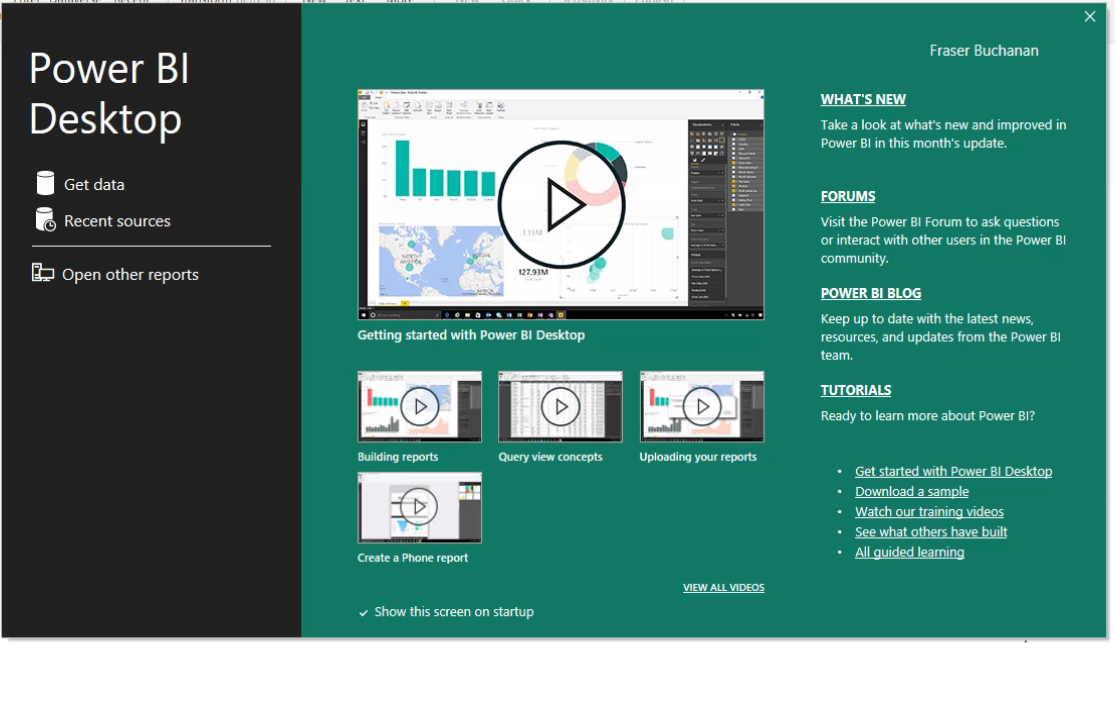 Power BI
Desktop
Get data
Recent sources
Open other reports
Fraser Buchanan
Getting started with Power BI Desktop
Building reports
Query view concepts
Uploading your reports
Create a Phone report
VIEW ALL VIDEOS
Show this screen on startup
WHAT'S NEW
Take a look at what's new and improved in
Power BI in this month's update.
FORUMS
Visit the Power BI Forum to ask questions
or interact with other users in the Power BI
community.
POWER BI BLOG
Keep up to date with the latest news,
resources, and updates from the Power BI
team.
TUTORIALS
Ready to learn more about Power BI?
Get started with Power BI Desktop
Download a sample
Watch our training videos
See what others have built
All guided learning
127.93M